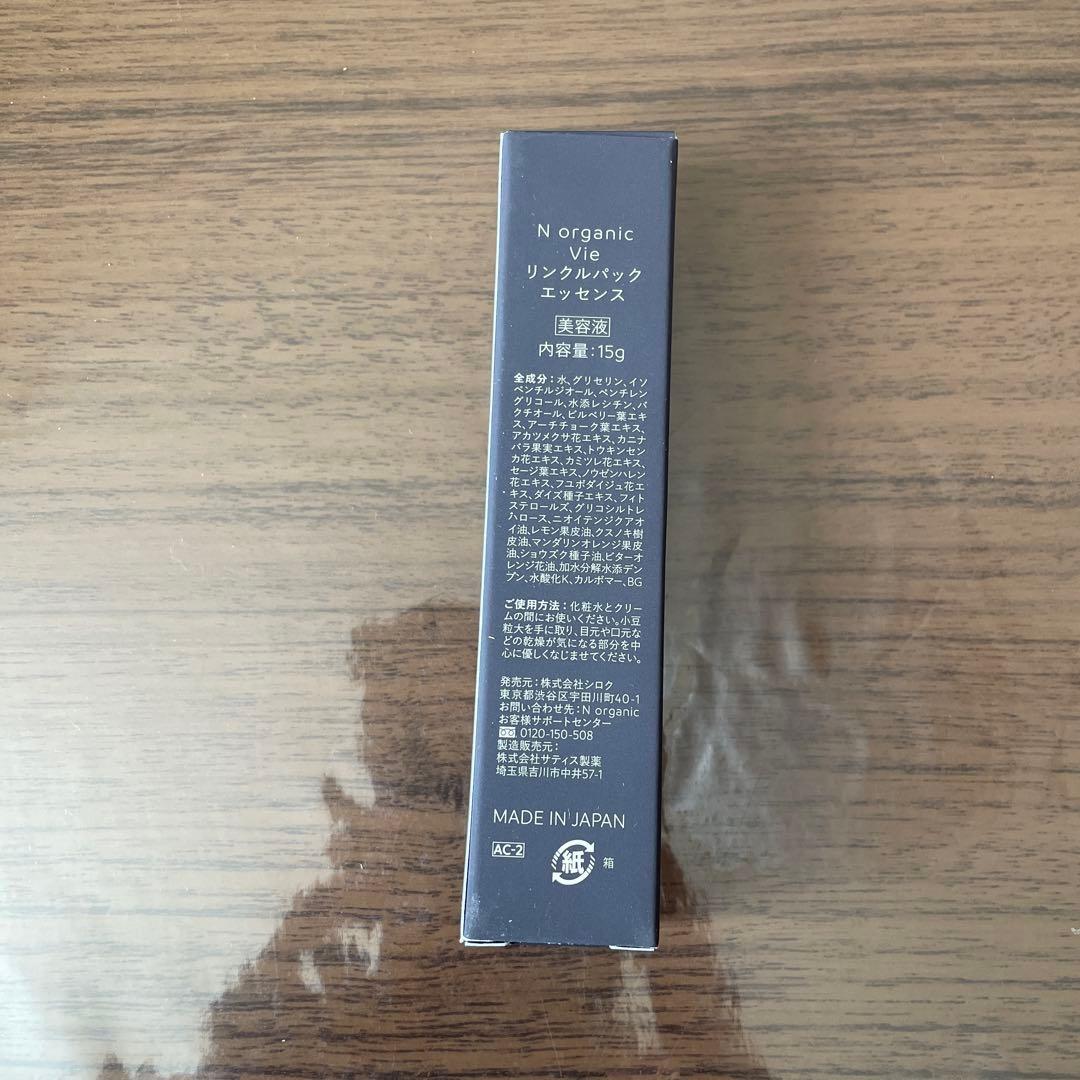 N organic
Vie
リンクルパック
エッセンス
美容液
内容量:15g
全成分:水、グリセリン、イソ
ペンチルジオール、ペンチレン
グリコール、水添レシチン、バ
クチオール、ビルベリー葉エキ
ス、アーチチョーク葉エキス、
アカツメクサ花エキス、カニナ
バラ果実エキス、トウキンセン
カ花エキス、カミツレ花エキス、
セージ葉エキス、ノウゼンハレン
花エキス、フユボダイジュ花エ
キス、ダイズ種子エキス、フィト
ステロールズ、グリコシルトレ
ハロース、ニオイテンジクアオ
イ油、レモン果皮油、クスノキ樹
皮油、マンダリンオレンジ果皮
油、ショウズク種子油、ビターオ
レンジ花油、加水分解水添デン
プン、水酸化K、カルボマー、BG
ご使用方法:化粧水とクリー
ムの間にお使いください。小豆
粒大を手に取り、目元や口元な
どの乾燥が気になる部分を中
心に優しくなじませてください。
発売元:株式会社シロク
東京都渋谷区宇田川町40-1
お問い合わせ先:N organic
お客様サポートセンター
0120-150-508
製造販売元:
株式会社サティス製薬
埼玉県吉川市中井57-1
MADE IN JAPAN
AC-2
紙 箱